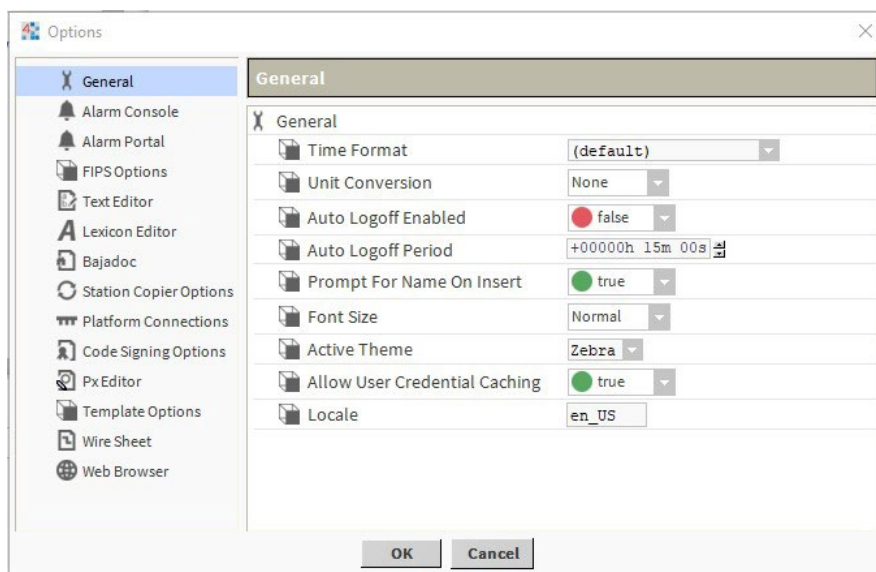 Options
General
Alarm Console
Alarm Portal
FIPS Options
Text Editor
Lexicon Editor
Bajadoc
Station Copier Options
Platform Connections
Code Signing Options
Px Editor
Template Options
Wire Sheet
Web Browser
General
General
Time Format (default)
Unit Conversion None
Auto Logoff Enabled false
Auto Logoff Period +00000h 15m 00s
Prompt For Name On Insert true
Font Size Normal
Active Theme Zebra
Allow User Credential Caching true
Locale en_US
OK Cancel